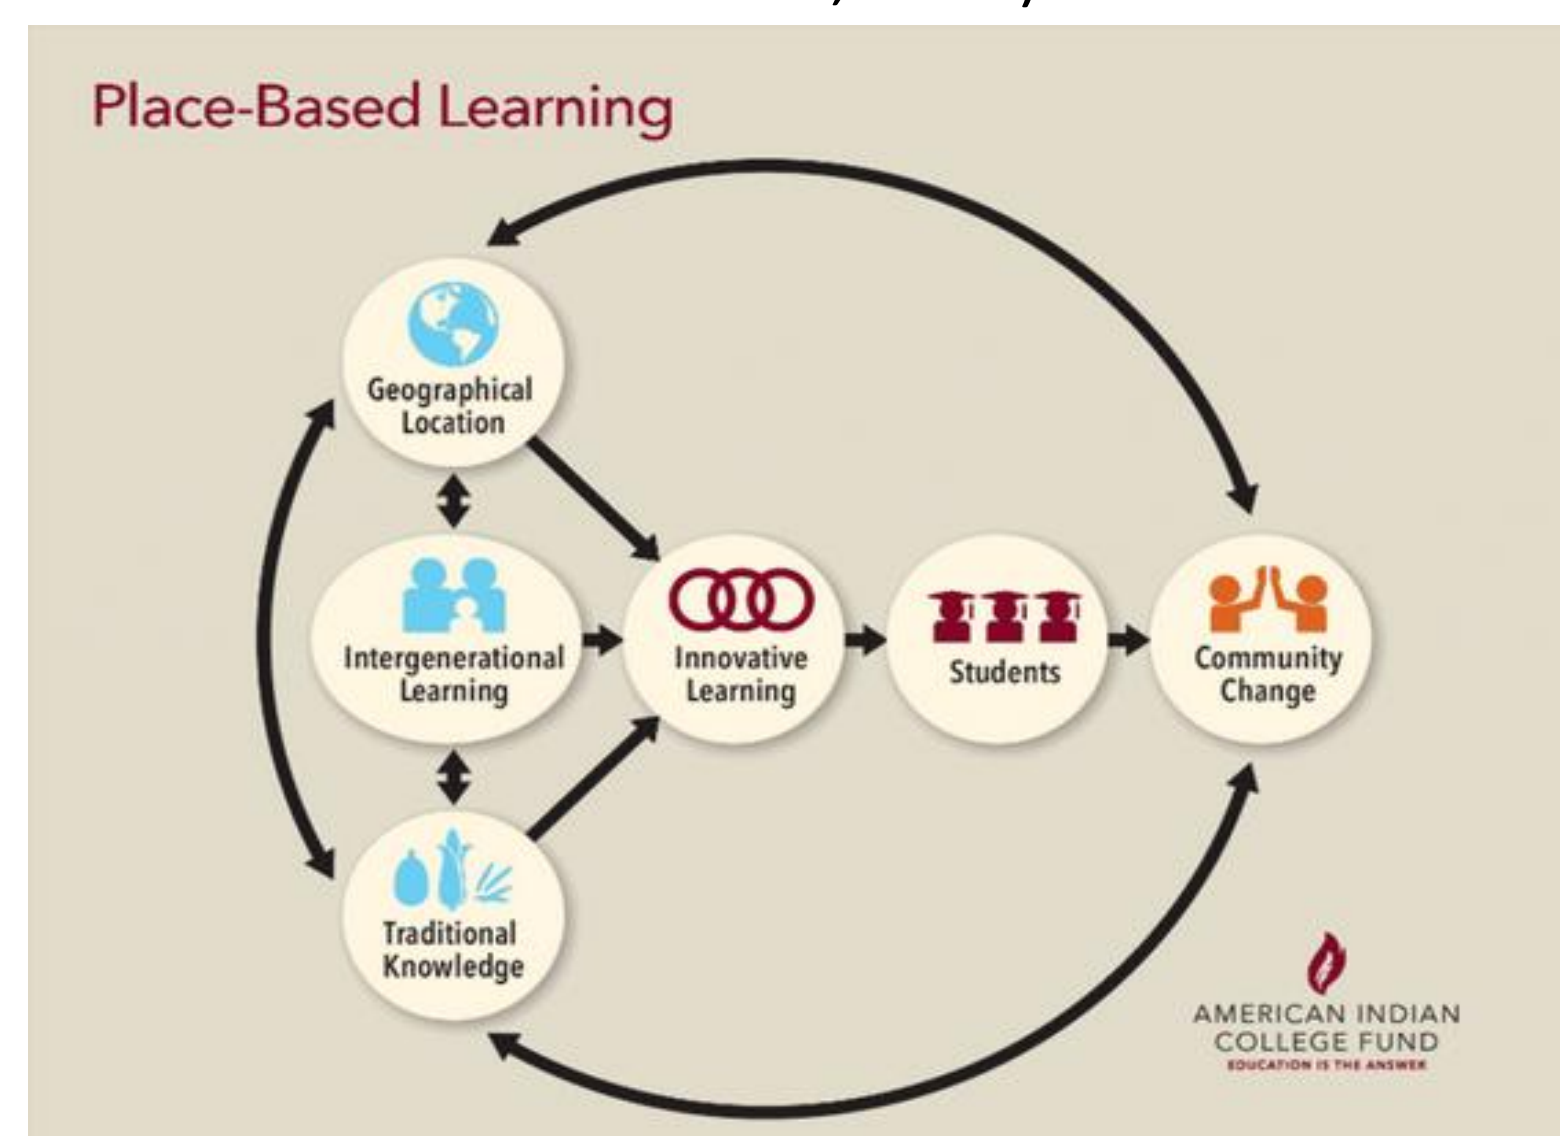 Place-Based Learning
Geographical
Location
Intergenerational
Learning
Innovative
Learning
Students
Community
Change
Traditional
Knowledge
AMERICAN INDIAN
COLLEGE FUND
EDUCATION IS THE ANSWER